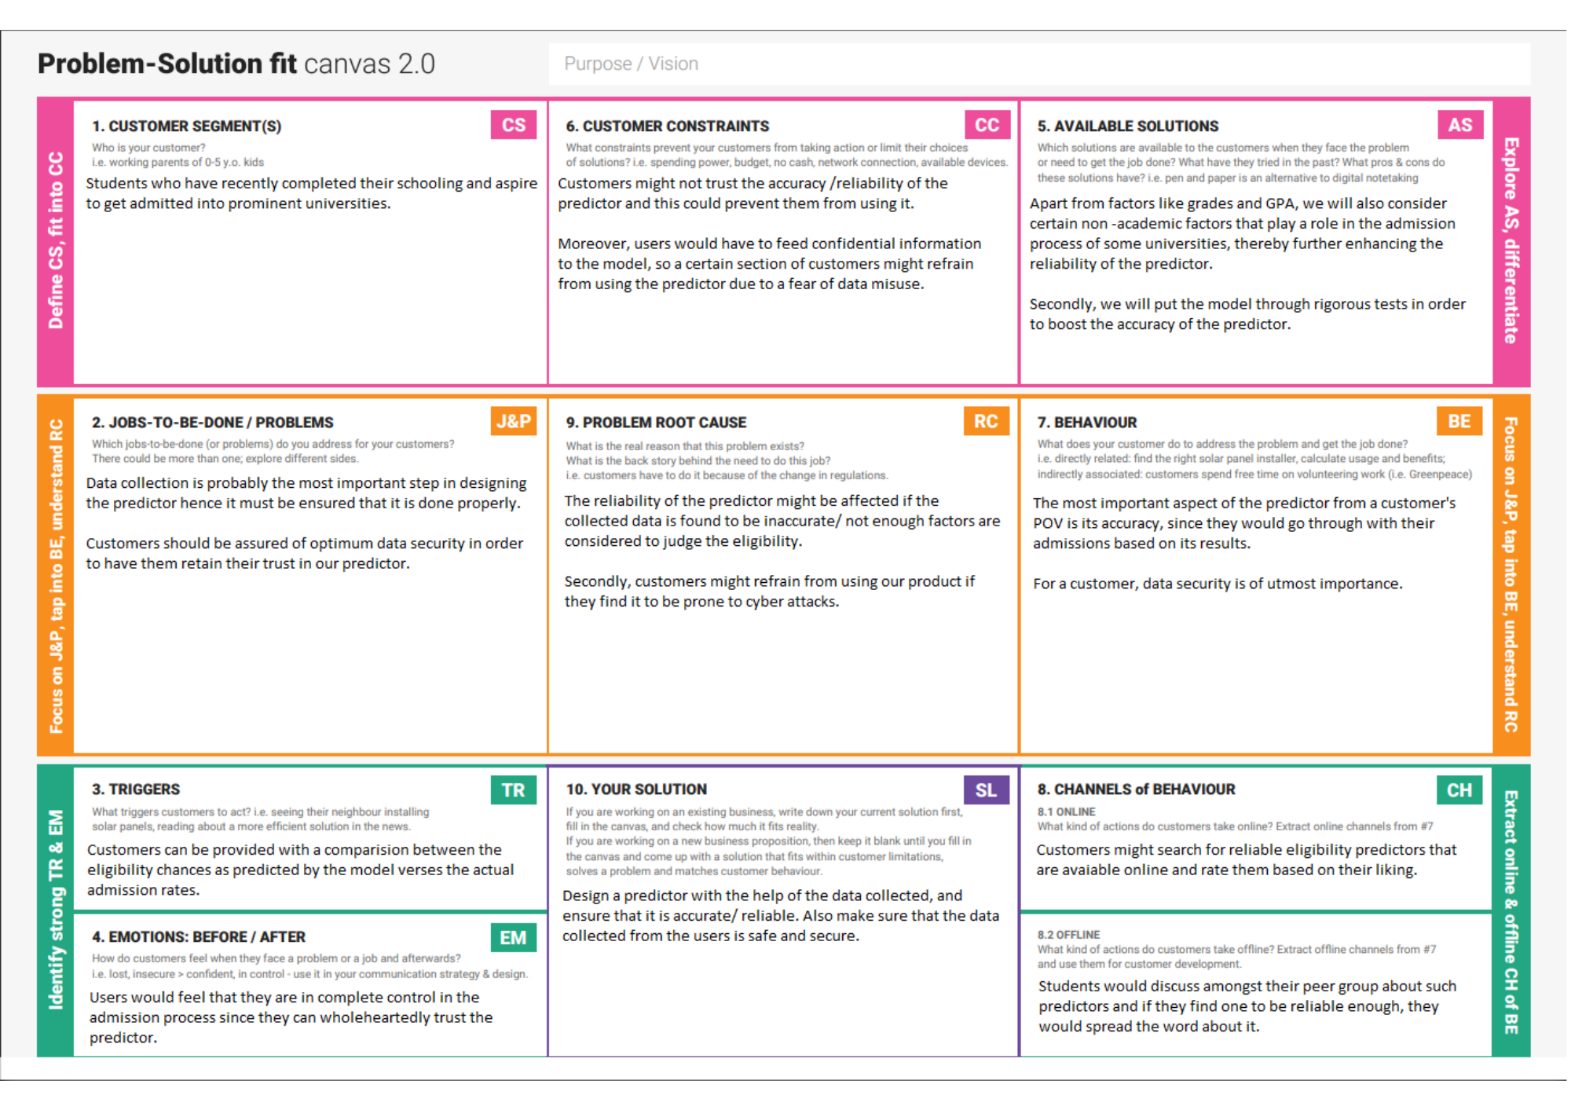 Problem-Solution fit canvas 2.0
Purpose / Vision
Define CS, fit into CC
1. CUSTOMER SEGMENT(S)
CS
Who is your customer?
i.e. working parents of 0-5 y.o. kids
Students who have recently completed their schooling and aspire
to get admitted into prominent universities.
6. CUSTOMER CONSTRAINTS
CC
What constraints prevent your customers from taking action or limit their choices
of solutions? i.e. spending power, budget, no cash, network connection, available devices.
Customers might not trust the accuracy /reliability of the
predictor and this could prevent them from using it.
Moreover, users would have to feed confidential information
to the model, so a certain section of customers might refrain
from using the predictor due to a fear of data misuse.
5. AVAILABLE SOLUTIONS
AS
Which solutions are available to the customers when they face the problem
or need to get the job done? What have they tried in the past? What pros & cons do
these solutions have? i.e. pen and paper is an alternative to digital notetaking
Apart from factors like grades and GPA, we will also consider
certain non -academic factors that play a role in the admission
process of some universities, thereby further enhancing the
reliability of the predictor.
Secondly, we will put the model through rigorous tests in order
to boost the accuracy of the predictor.
Explore AS, differentiate
Focus on J&P, tap into BE, understand RC
2. JOBS-TO-BE-DONE / PROBLEMS
J&P
Which jobs-to-be-done (or problems) do you address for your customers?
There could be more than one; explore different sides.
Data collection is probably the most important step in designing
the predictor hence it must be ensured that it is done properly.
Customers should be assured of optimum data security in order
to have them retain their trust in our predictor.
9. PROBLEM ROOT CAUSE
RC
What is the real reason that this problem exists?
What is the back story behind the need to do this job?
i.e. customers have to do it because of the change in regulations.
The reliability of the predictor might be affected if the
collected data is found to be inaccurate/ not enough factors are
considered to judge the eligibility.
Secondly, customers might refrain from using our product if
they find it to be prone to cyber attacks.
7. BEHAVIOUR
BE
What does your customer do to address the problem and get the job done?
i.e. directly related: find the right solar panel installer, calculate usage and benefits;
indirectly associated: customers spend free time on volunteering work (i.e. Greenpeace)
The most important aspect of the predictor from a customer's
POV is its accuracy, since they would go through with their
admissions based on its results.
For a customer, data security is of utmost importance.
Focus on J&P, tap into BE, understand RC
Identify strong TR & EM
3. TRIGGERS
TR
What triggers customers to act? i.e. seeing their neighbour installing
solar panels, reading about a more efficient solution in the news.
Customers can be provided with a comparision between the
eligibility chances as predicted by the model verses the actual
admission rates.
4. EMOTIONS: BEFORE / AFTER
EM
How do customers feel when they face a problem or a job and afterwards?
i.e. lost, insecure > confident, in control - use it in your communication strategy & design.
Users would feel that they are in complete control in the
admission process since they can wholeheartedly trust the
predictor.
10. YOUR SOLUTION
SL
If you are working on an existing business, write down your current solution first,
fill in the canvas, and check how much it fits reality.
If you are working on a new business proposition, then keep it blank until you fill in
the canvas and come up with a solution that fits within customer limitations,
solves a problem and matches customer behaviour.
Design a predictor with the help of the data collected, and
ensure that it is accurate/ reliable. Also make sure that the data
collected from the users is safe and secure.
8. CHANNELS of BEHAVIOUR
CH
8.1 ONLINE
What kind of actions do customers take online? Extract online channels from #7
Customers might search for reliable eligibility predictors that
are avaiable online and rate them based on their liking.
8.2 OFFLINE
What kind of actions do customers take offline? Extract offline channels from #7
and use them for customer development.
Students would discuss amongst their peer group about such
predictors and if they find one to be reliable enough, they
would spread the word about it.
Extract online & offline CH of BE